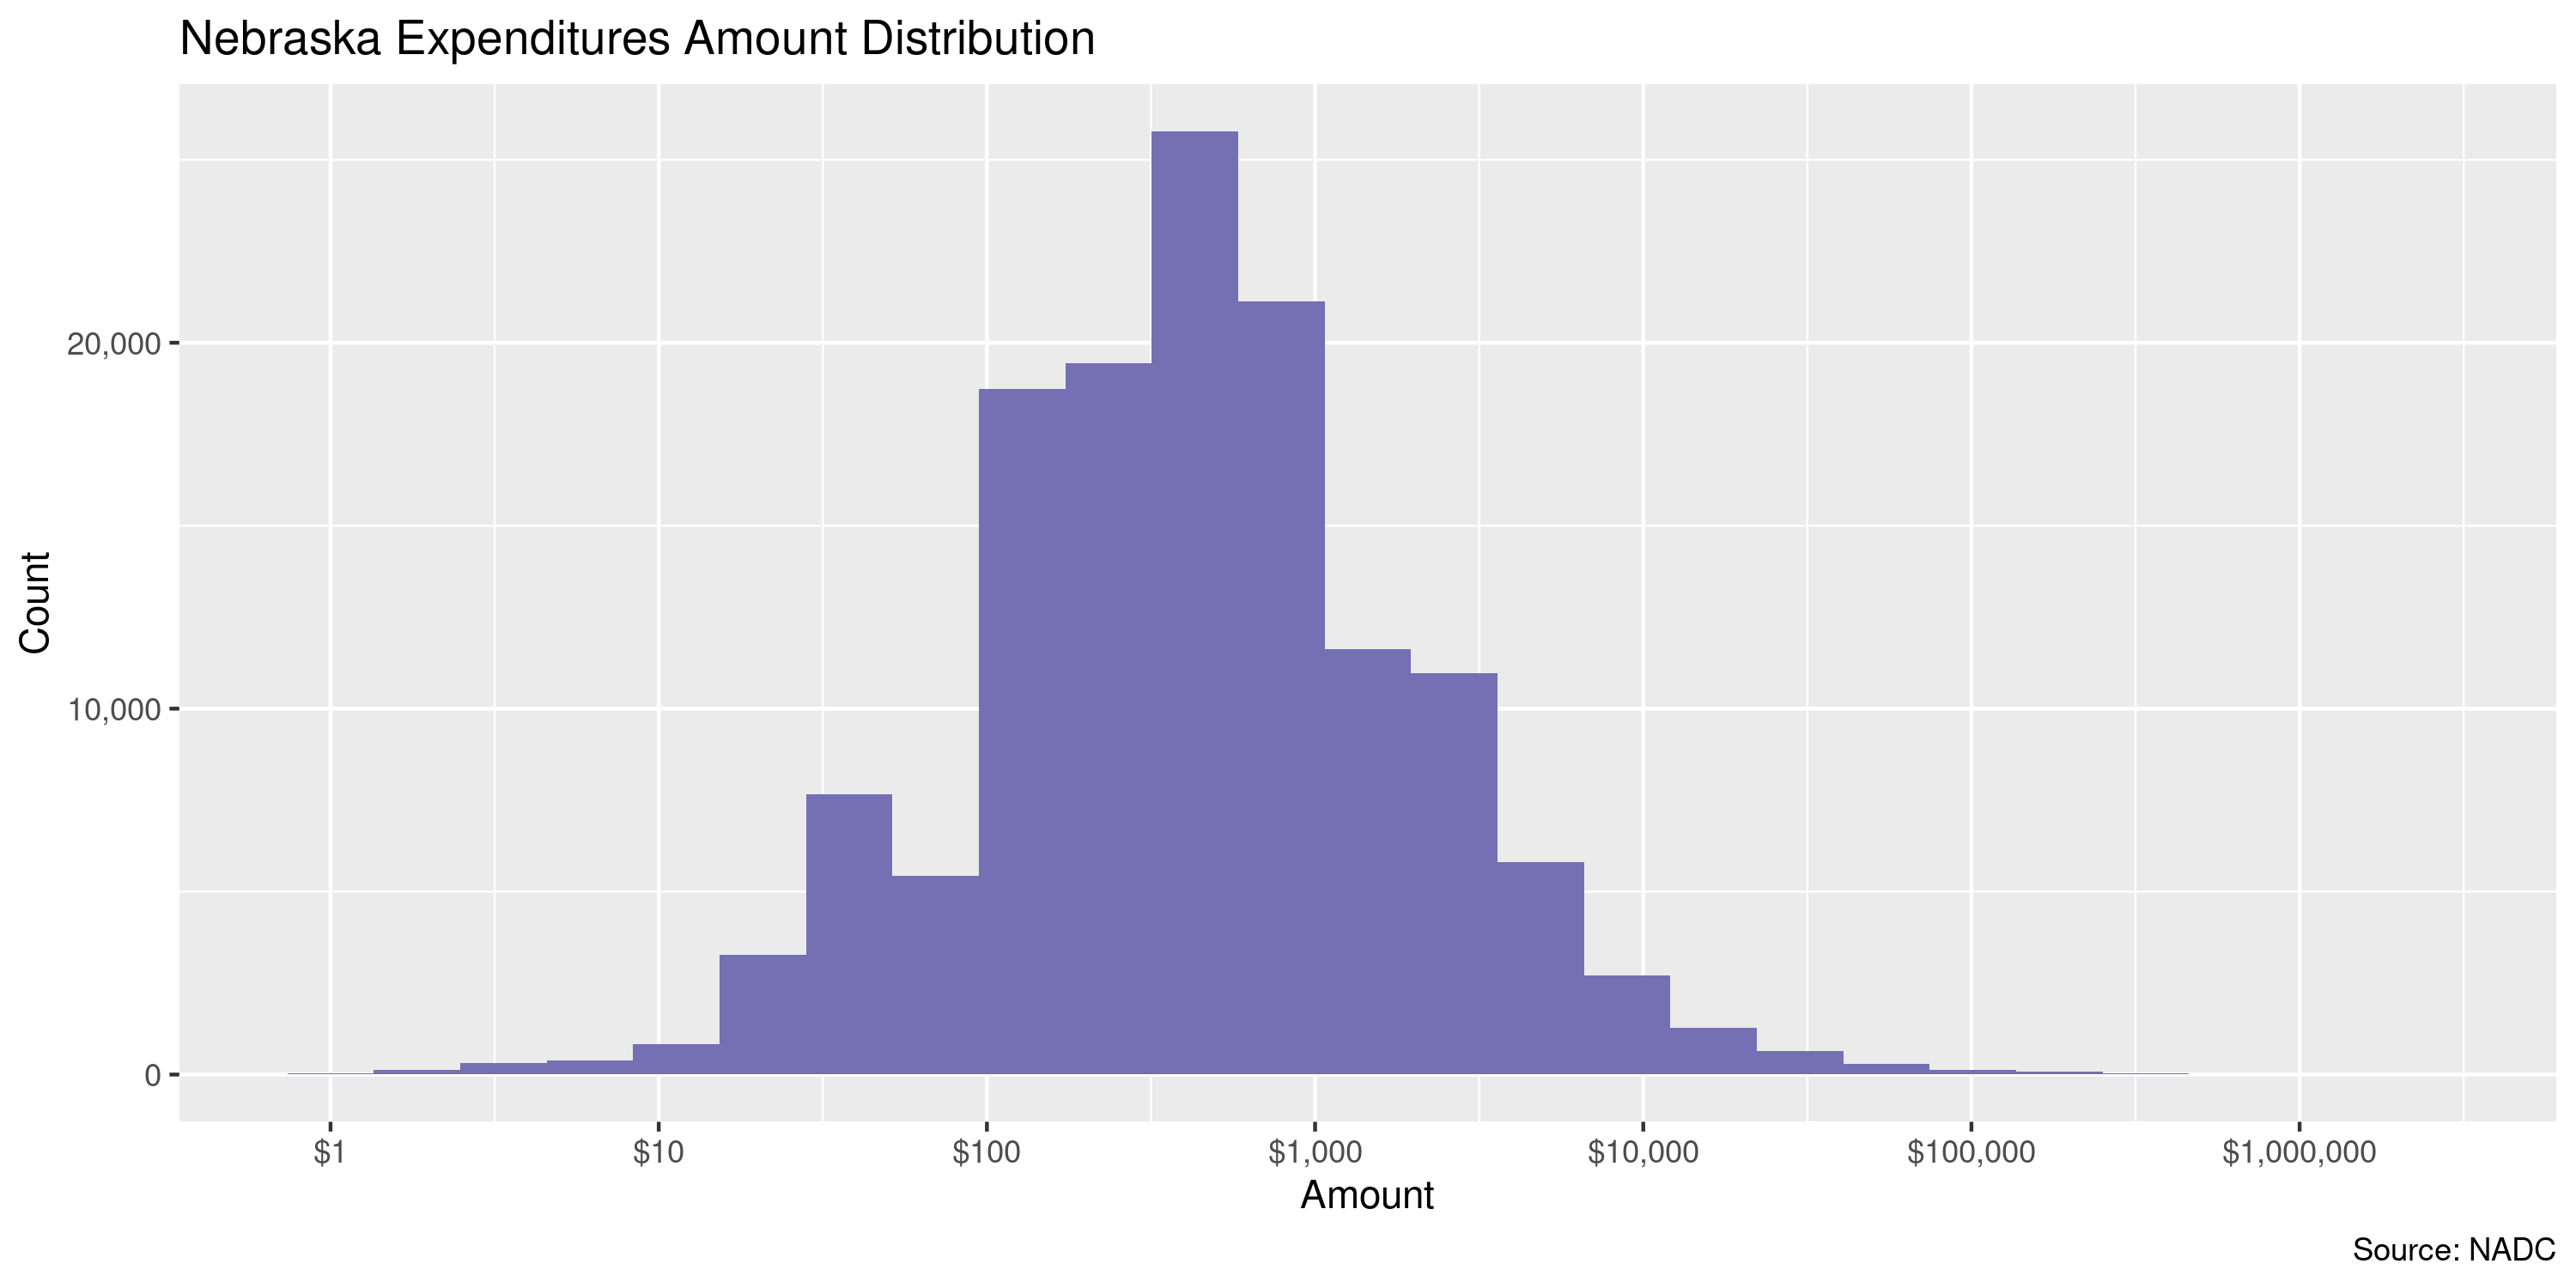 Nebraska Expenditures Amount Distribution
Count
20,000
10,000
0
$1 $10 $100 $1,000 $10,000 $100,000 $1,000,000
Amount
Source: NADC